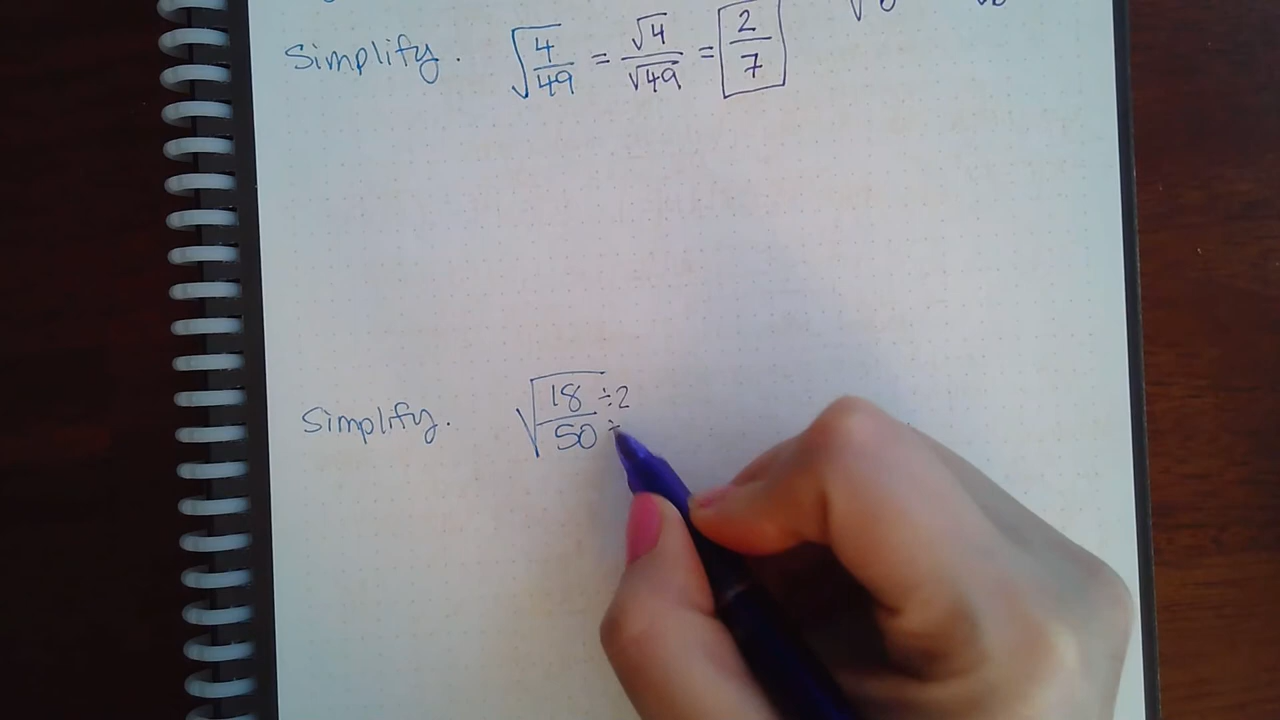 Simplify. √4/49 = √4/√49 = 2/7
Simplify. √18÷2/50÷